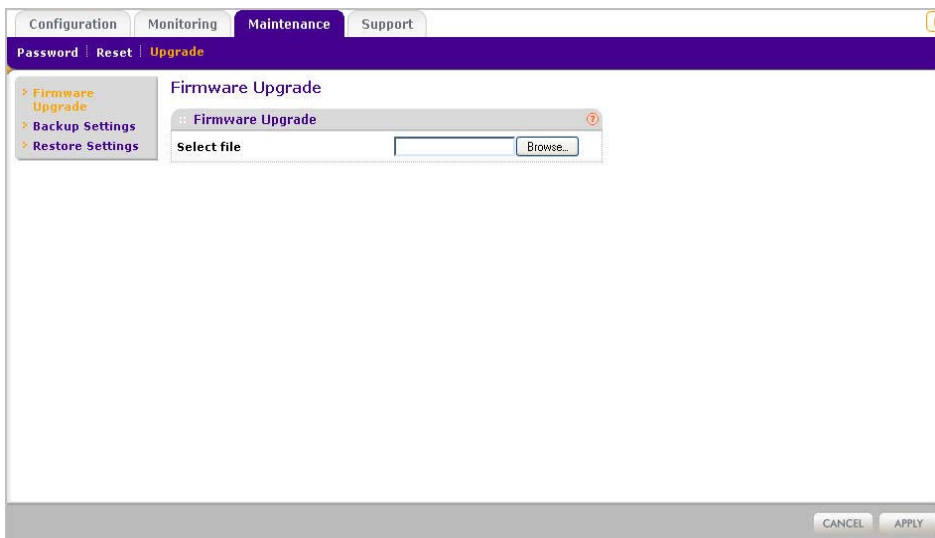 Configuration Monitoring Maintenance Support
Password Reset Upgrade
Firmware
Upgrade
Backup Settings
Restore Settings
Firmware Upgrade
Firmware Upgrade ?
Select file Browse...
CANCEL APPLY